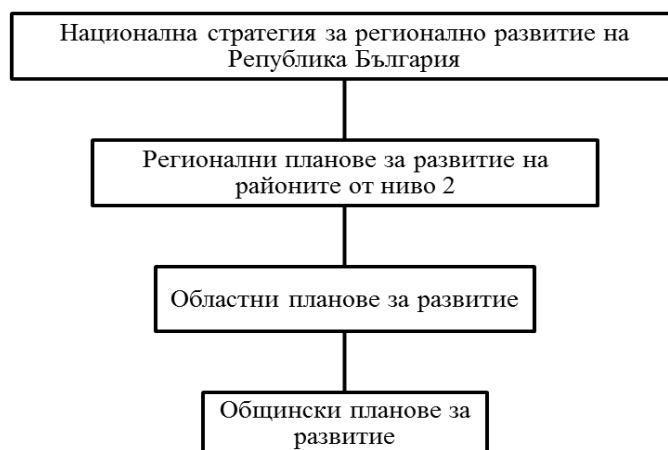 Национална стратегия за регионално развитие на
Република България
Регионални планове за развитие на
районите от ниво 2
Областни планове за развитие
Общински планове за
развитие